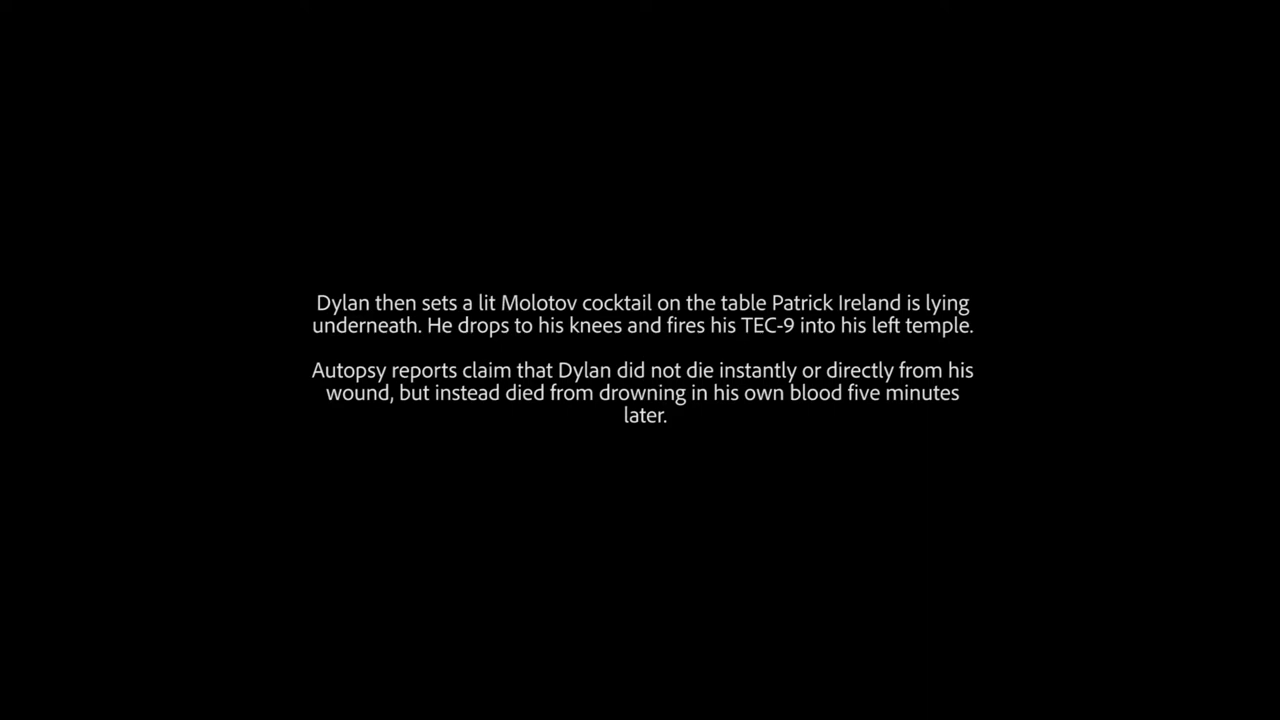 Dylan then sets a lit Molotov cocktail on the table Patrick Ireland is lying
underneath. He drops to his knees and fires his TEC-9 into his left temple.
Autopsy reports claim that Dylan did not die instantly or directly from his
wound, but instead died from drowning in his own blood five minutes
later.